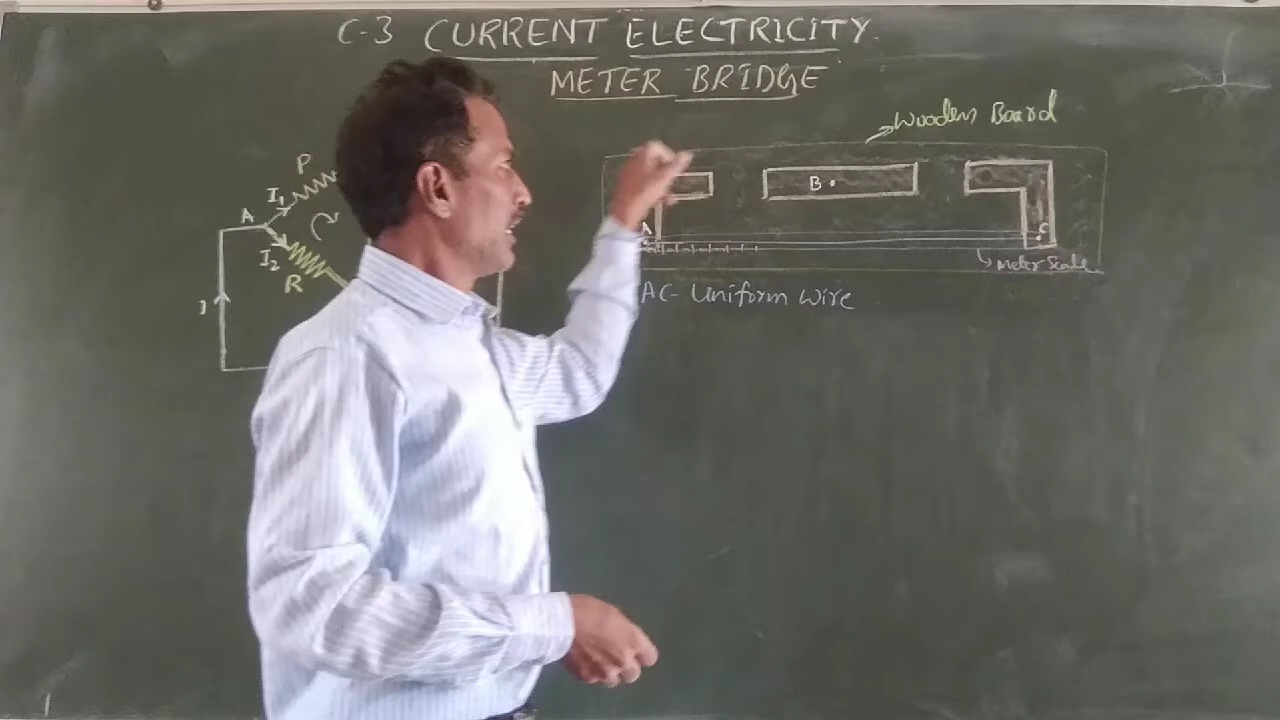 C-3 CURRENT ELECTRICITY.
METER BRIDGE
Wooden Board
P
I₁
A
I₂
R
I
B
A
C
Meter Scale
AC- Uniform Wire